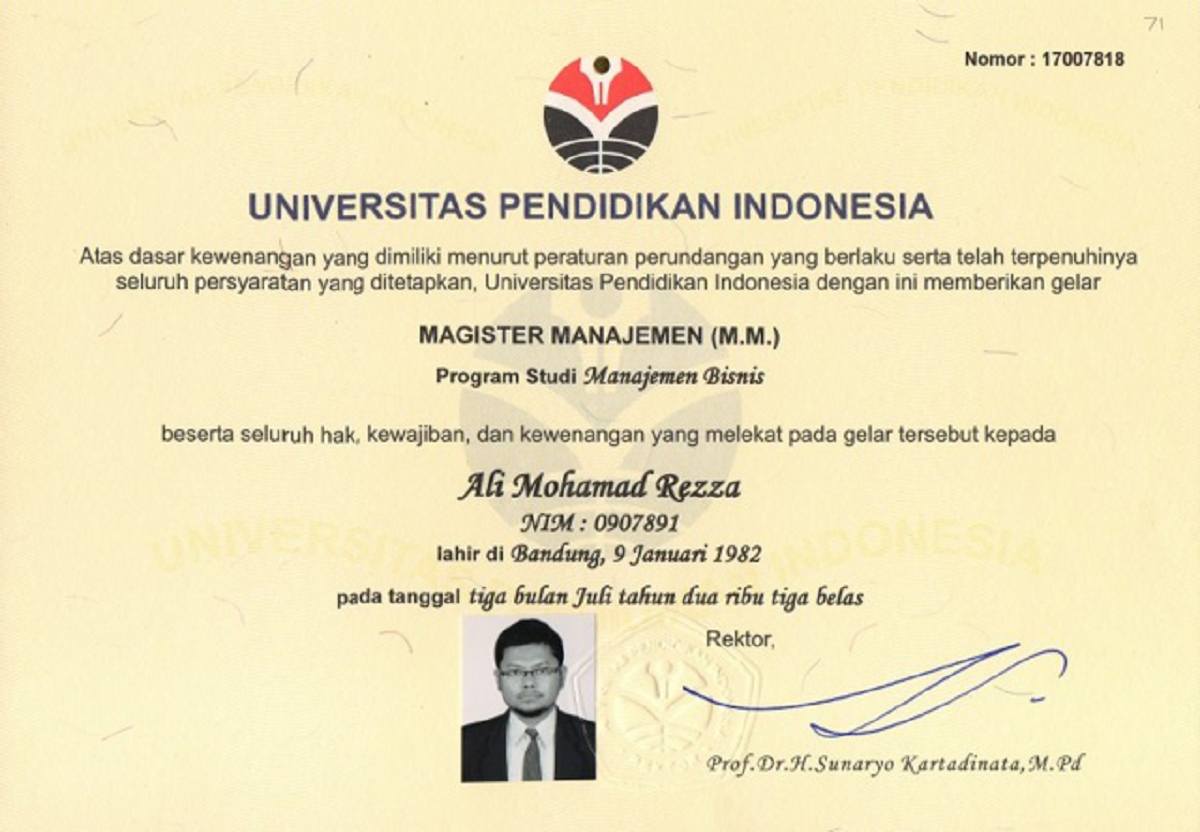 71
Nomor : 17007818
UNIVERSITAS PENDIDIKAN INDONESIA
Atas dasar kewenangan yang dimiliki menurut peraturan perundangan yang berlaku serta telah terpenuhinya
seluruh persyaratan yang ditetapkan, Universitas Pendidikan Indonesia dengan ini memberikan gelar
MAGISTER MANAJEMEN (M.M.)
Program Studi Manajemen Bisnis
beserta seluruh hak, kewajiban, dan kewenangan yang melekat pada gelar tersebut kepada
Ali Mohamad Rezza
NIM : 0907891
lahir di Bandung, 9 Januari 1982
pada tanggal tiga bulan Juli tahun dua ribu tiga belas
Rektor,
Prof.Dr.H.Sunaryo Kartadinata,M.Pd